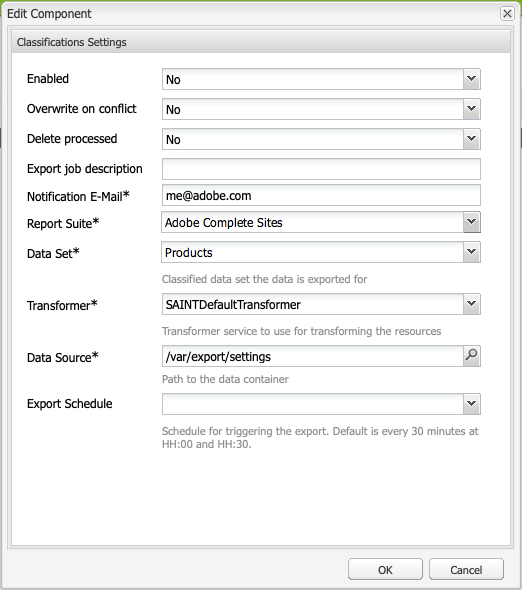 Edit Component
Classifications Settings
Enabled No
Overwrite on conflict No
Delete processed No
Export job description
Notification E-Mail* me@adobe.com
Report Suite* Adobe Complete Sites
Data Set* Products
Classified data set the data is exported for
Transformer* SAINTDefaultTransformer
Transformer service to use for transforming the resources
Data Source* /var/export/settings
Path to the data container
Export Schedule
Schedule for triggering the export. Default is every 30 minutes at
HH:00 and HH:30.
OK Cancel